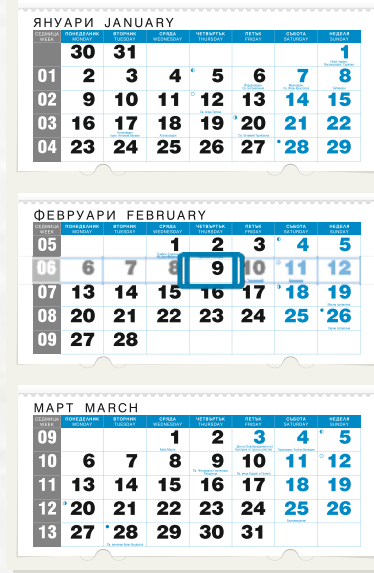 ЯНУАРИ JANUARY
СЕДМИЦА ПОНЕДЕЛНИК ВТОРНИК СРЯДА ЧЕТВЪРТЪК ПЕТЪК СЪБОТА НЕДЕЛЯ
WEEK MONDAY TUESDAY WEDNESDAY THURSDAY FRIDAY SATURDAY SUNDAY
30 31 1
01 2 3 4 5 6 7 8
02 9 10 11 12 13 14 15
03 16 17 18 19 20 21 22
04 23 24 25 26 27 28 29
ФЕВРУАРИ FEBRUARY
СЕДМИЦА ПОНЕДЕЛНИК ВТОРНИК СРЯДА ЧЕТВЪРТЪК ПЕТЪК СЪБОТА НЕДЕЛЯ
WEEK MONDAY TUESDAY WEDNESDAY THURSDAY FRIDAY SATURDAY SUNDAY
05 1 2 3 4 5
06 6 7 8 9 10 11 12
07 13 14 15 16 17 18 19
08 20 21 22 23 24 25 26
09 27 28
МАРТ MARCH
СЕДМИЦА ПОНЕДЕЛНИК ВТОРНИК СРЯДА ЧЕТВЪРТЪК ПЕТЪК СЪБОТА НЕДЕЛЯ
WEEK MONDAY TUESDAY WEDNESDAY THURSDAY FRIDAY SATURDAY SUNDAY
09 1 2 3 4 5
10 6 7 8 9 10 11 12
11 13 14 15 16 17 18 19
12 20 21 22 23 24 25 26
13 27 28 29 30 31